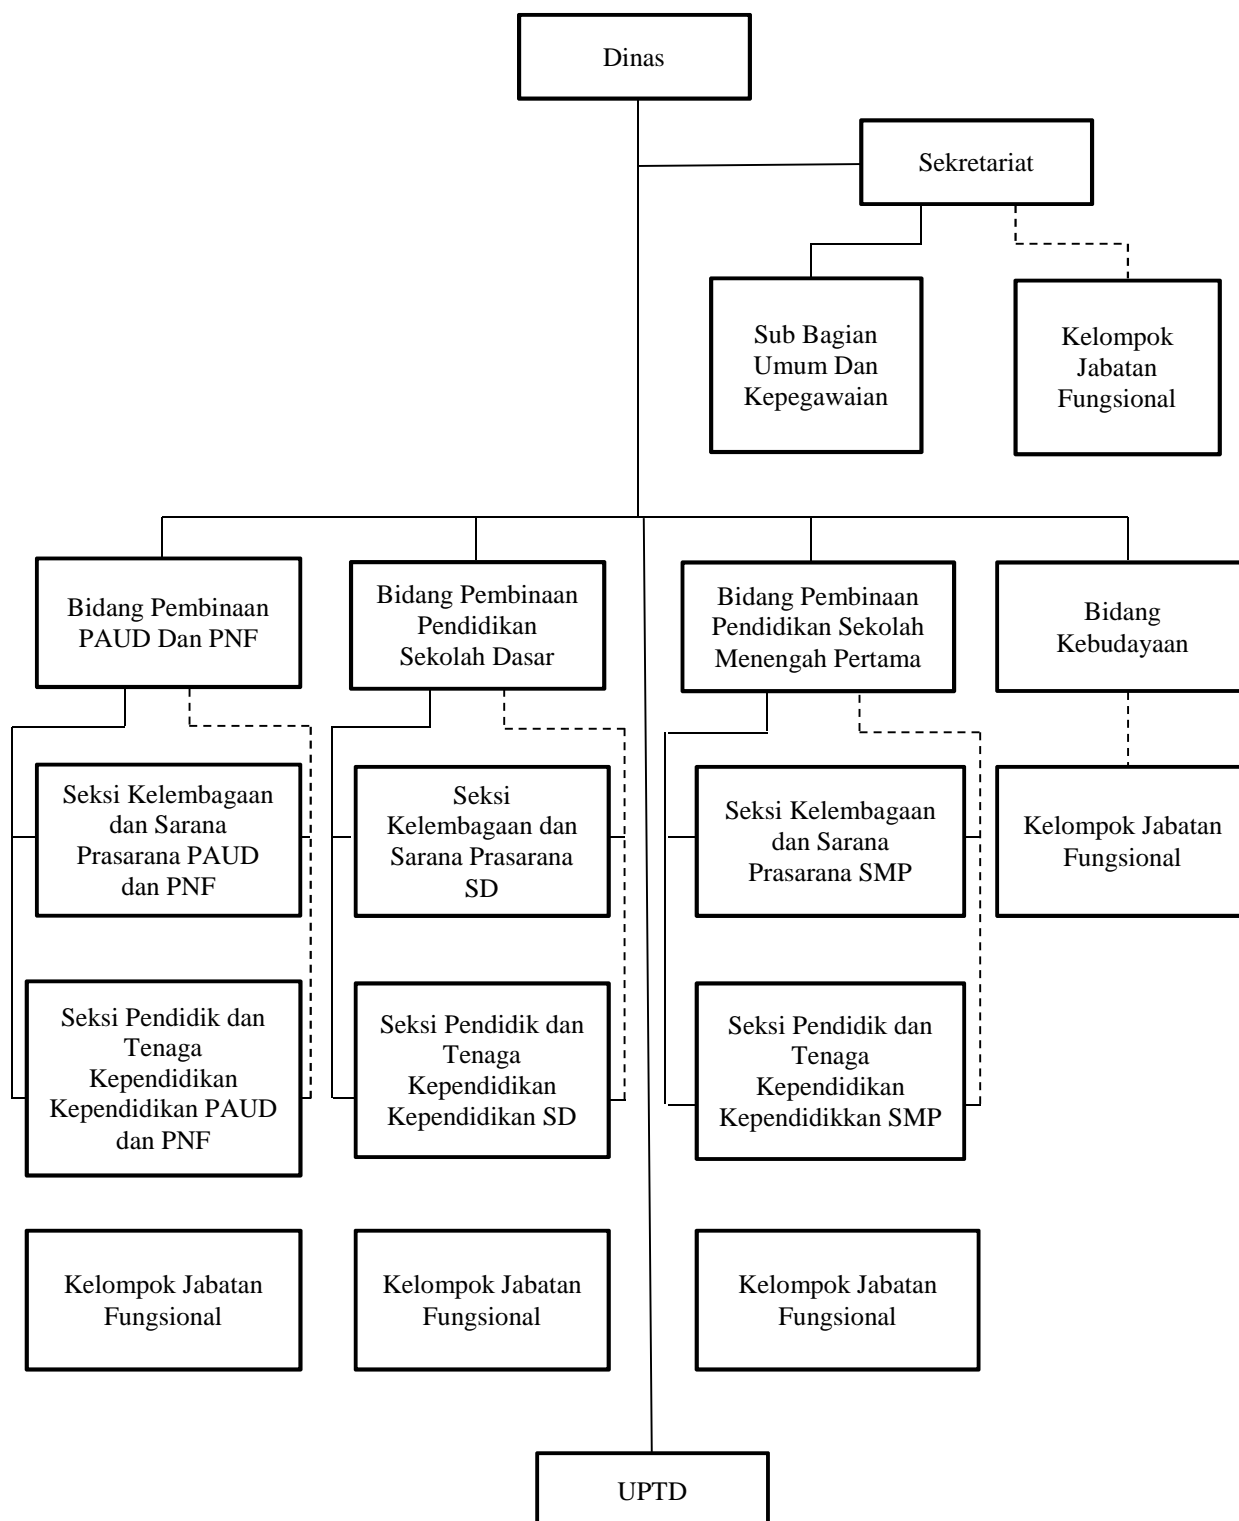 Dinas
Sekretariat
Sub Bagian
Umum Dan
Kepegawaian
Kelompok
Jabatan
Fungsional
Bidang Pembinaan
PAUD Dan PNF
Bidang Pembinaan
Pendidikan
Sekolah Dasar
Bidang Pembinaan
Pendidikan Sekolah
Menengah Pertama
Bidang
Kebudayaan
Seksi Kelembagaan
dan Sarana
Prasarana PAUD
dan PNF
Seksi
Kelembagaan dan
Sarana Prasarana
SD
Seksi Kelembagaan
dan Sarana
Prasarana SMP
Kelompok Jabatan
Fungsional
Seksi Pendidik dan
Tenaga
Kependidikan
Kependidikan PAUD
dan PNF
Seksi Pendidik dan
Tenaga
Kependidikan
Kependidikan SD
Seksi Pendidik dan
Tenaga
Kependidikan
Kependidikkan SMP
Kelompok Jabatan
Fungsional
Kelompok Jabatan
Fungsional
Kelompok Jabatan
Fungsional
UPTD